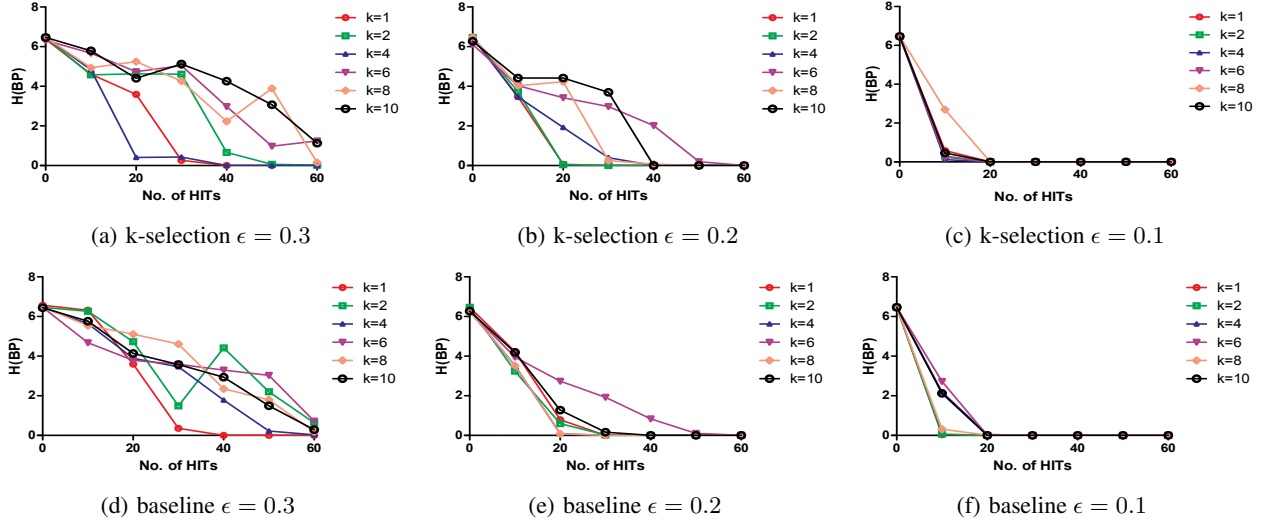 8
6
4
2
0
H(BP)
0 20 40 60
No. of HITs
k=1
k=2
k=4
k=6
k=8
k=10
(a) k-selection ϵ = 0.3
8
6
4
2
0
H(BP)
0 20 40 60
No. of HITs
k=1
k=2
k=4
k=6
k=8
k=10
(b) k-selection ϵ = 0.2
8
6
4
2
0
H(BP)
0 20 40 60
No. of HITs
k=1
k=2
k=4
k=6
k=8
k=10
(c) k-selection ϵ = 0.1
8
6
4
2
0
H(BP)
0 20 40 60
No. of HITs
k=1
k=2
k=4
k=6
k=8
k=10
(d) baseline ϵ = 0.3
8
6
4
2
0
H(BP)
0 20 40 60
No. of HITs
k=1
k=2
k=4
k=6
k=8
k=10
(e) baseline ϵ = 0.2
8
6
4
2
0
H(BP)
0 20 40 60
No. of HITs
k=1
k=2
k=4
k=6
k=8
k=10
(f) baseline ϵ = 0.1